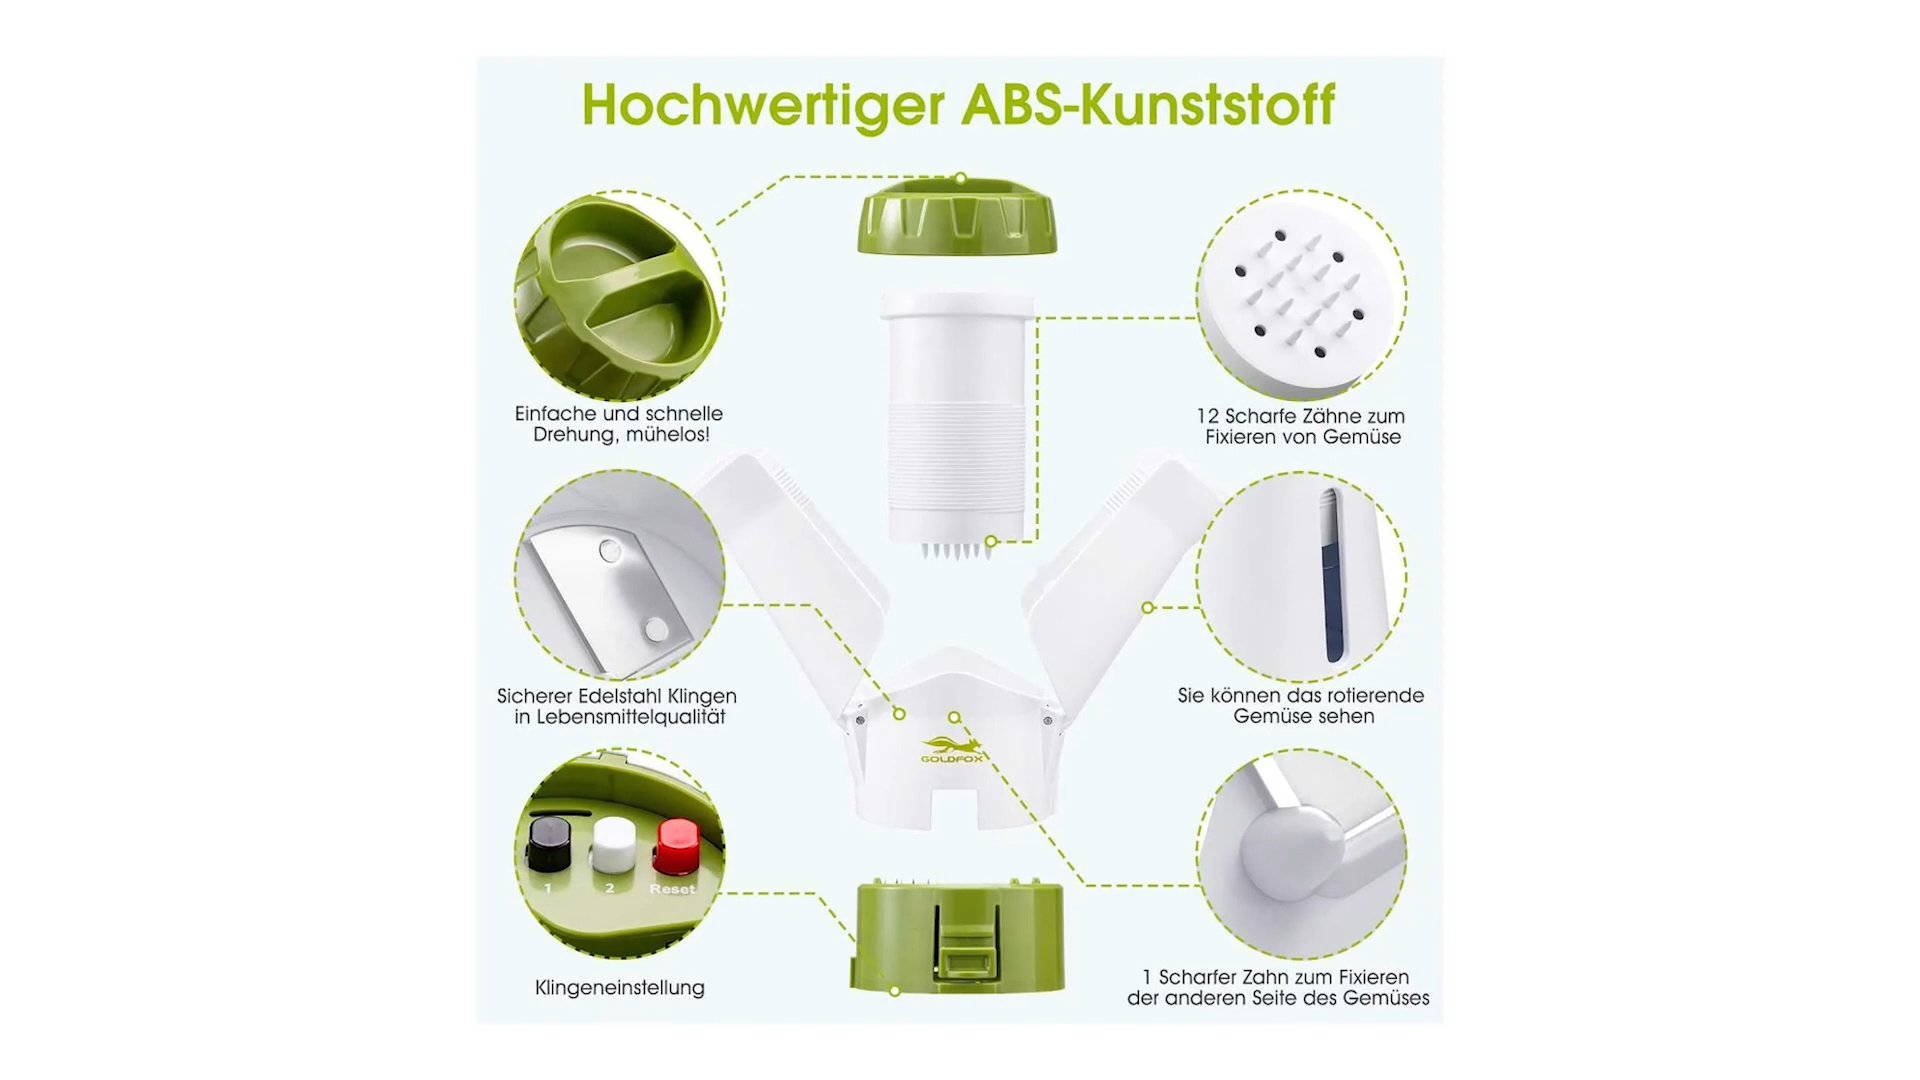 Hochwertiger ABS-Kunststoff
Einfache und schnelle
Drehung, mühelos!
12 Scharfe Zähne zum
Fixieren von Gemüse
Sicherer Edelstahl Klingen
in Lebensmittelqualität
Sie können das rotierende
Gemüse sehen
GOLDFOX
1 2 Reset
Klingeneinstellung
1 Scharfer Zahn zum Fixieren
der anderen Seite des Gemüses